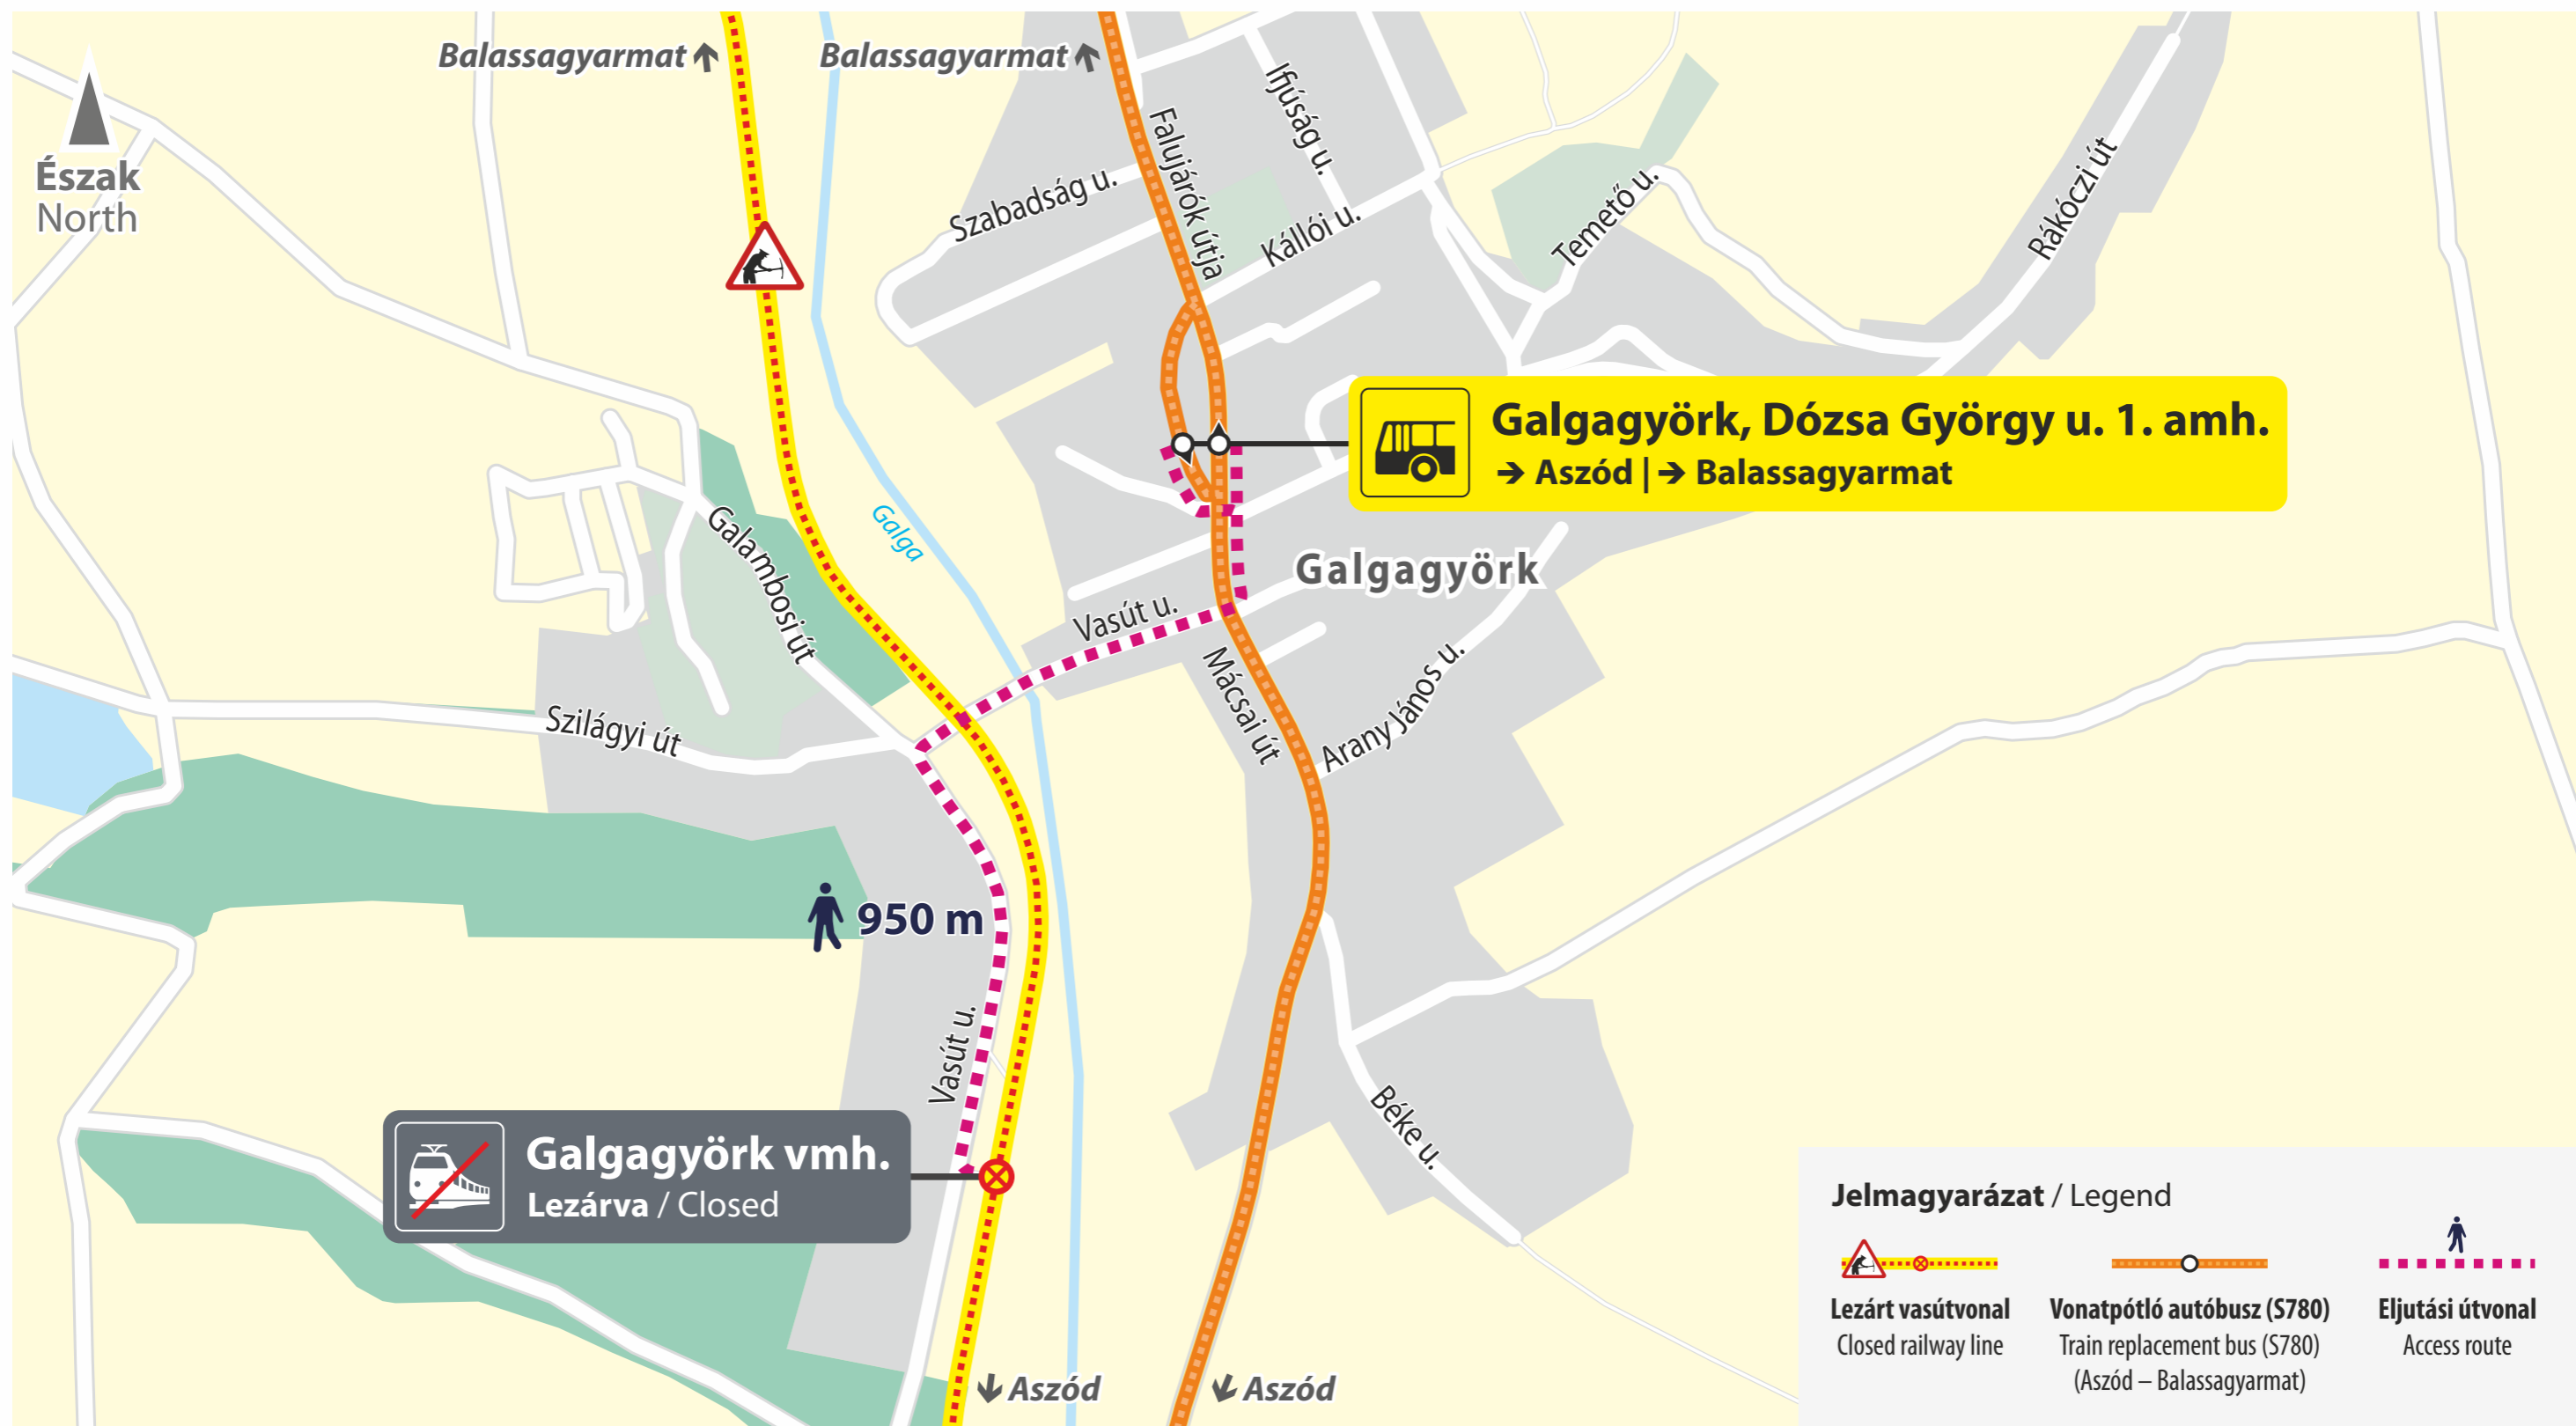 Balassagyarmat ↑
Balassagyarmat ↑
Észak
North
Ifjúság u.
Falujárók útja
Szabadság u.
Kállói u.
Temető u.
Rákóczi út
Galgagyörk, Dózsa György u. 1. amh.
→ Aszód | → Balassagyarmat
Galga
Galambosi út
Galgagyörk
Vasút u.
Mácsai út
Arany János u.
Szilágyi út
950 m
Vasút u.
Béke u.
Galgagyörk vmh.
Lezárva / Closed
↓ Aszód
↙ Aszód
Jelmagyarázat / Legend
Lezárt vasútvonal
Closed railway line
Vonatpótló autóbusz (S780)
Train replacement bus (S780)
(Aszód – Balassagyarmat)
Eljutási útvonal
Access route